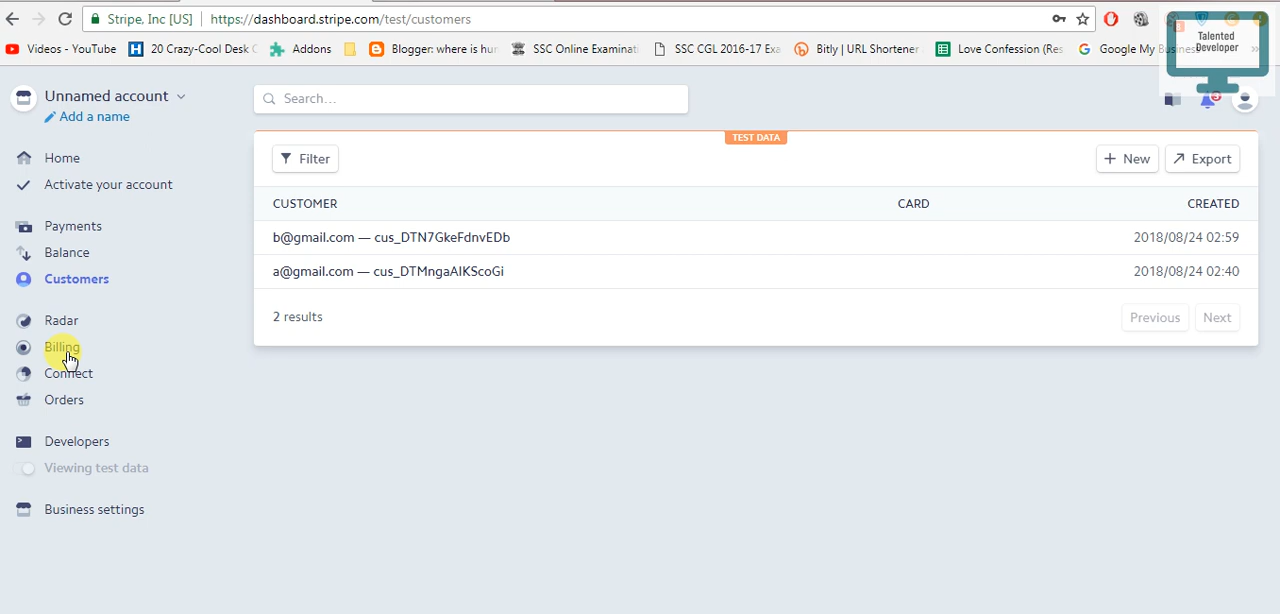 Stripe, Inc [US] https://dashboard.stripe.com/test/customers
Videos - YouTube 20 Crazy-Cool Desk Addons Blogger: where is hun SSC Online Examinat SSC CGL 2016-17 Exa Bitly | URL Shortener Love Confession (Res Google My Business
Talented
Developer
Unnamed account
Add a name
Search...
3
Home
Activate your account
Payments
Balance
Customers
Radar
Billing
Connect
Orders
Developers
Viewing test data
Business settings
TEST DATA
Filter + New Export
CUSTOMER CARD CREATED
b@gmail.com — cus_DTN7GkeFdnvEDb 2018/08/24 02:59
a@gmail.com — cus_DTMngaAIKScoGi 2018/08/24 02:40
2 results Previous Next